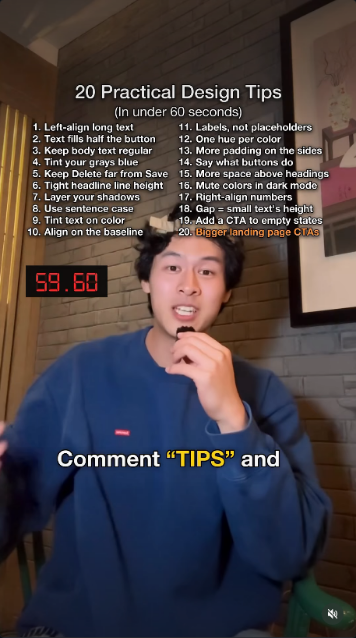 20 Practical Design Tips
(In under 60 seconds)
1. Left-align long text
2. Text fills half the button
3. Keep body text regular
4. Tint your grays blue
5. Keep Delete far from Save
6. Tight headline line height
7. Layer your shadows
8. Use sentence case
9. Tint text on color
10. Align on the baseline
11. Labels, not placeholders
12. One hue per color
13. More padding on the sides
14. Say what buttons do
15. More space above headings
16. Mute colors in dark mode
17. Right-align numbers
18. Gap = small text's height
19. Add a CTA to empty states
20. Bigger landing page CTAs
59.60
Comment "TIPS" and